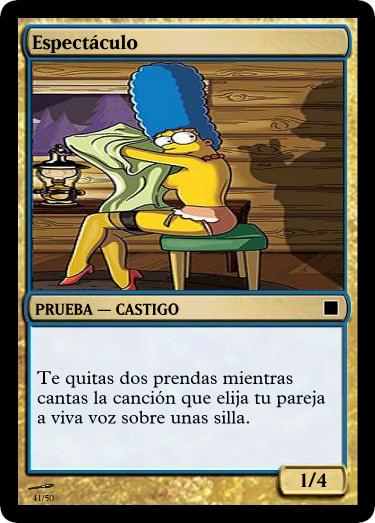 Espectáculo
PRUEBA — CASTIGO
Te quitas dos prendas mientras
cantas la canción que elija tu pareja
a viva voz sobre unas silla.
1/4
41/50